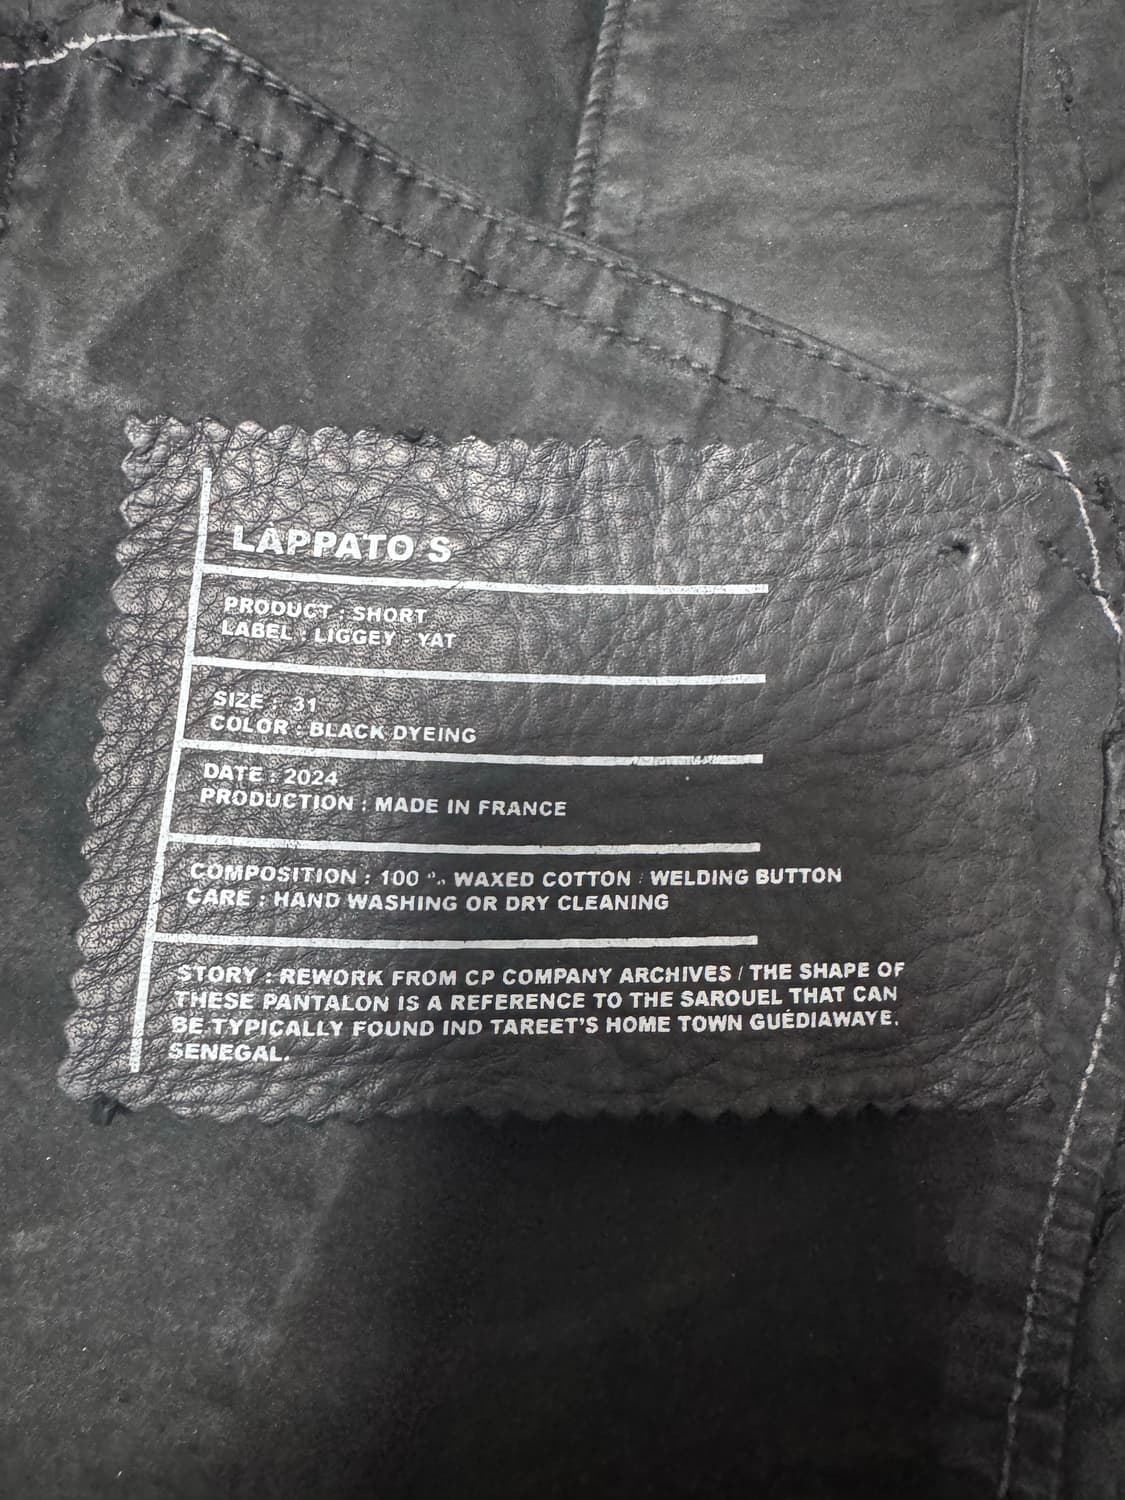 LAPPATO S
PRODUCT : SHORT
LABEL : LIGGEY - YAT
SIZE : 31
COLOR : BLACK DYEING
DATE : 2024
PRODUCTION : MADE IN FRANCE
COMPOSITION : 100 % WAXED COTTON / WELDING BUTTON
CARE : HAND WASHING OR DRY CLEANING
STORY : REWORK FROM CP COMPANY ARCHIVES / THE SHAPE OF
THESE PANTALON IS A REFERENCE TO THE SAROUEL THAT CAN
BE TYPICALLY FOUND IND TAREET'S HOME TOWN GUÉDIAWAYE,
SENEGAL.